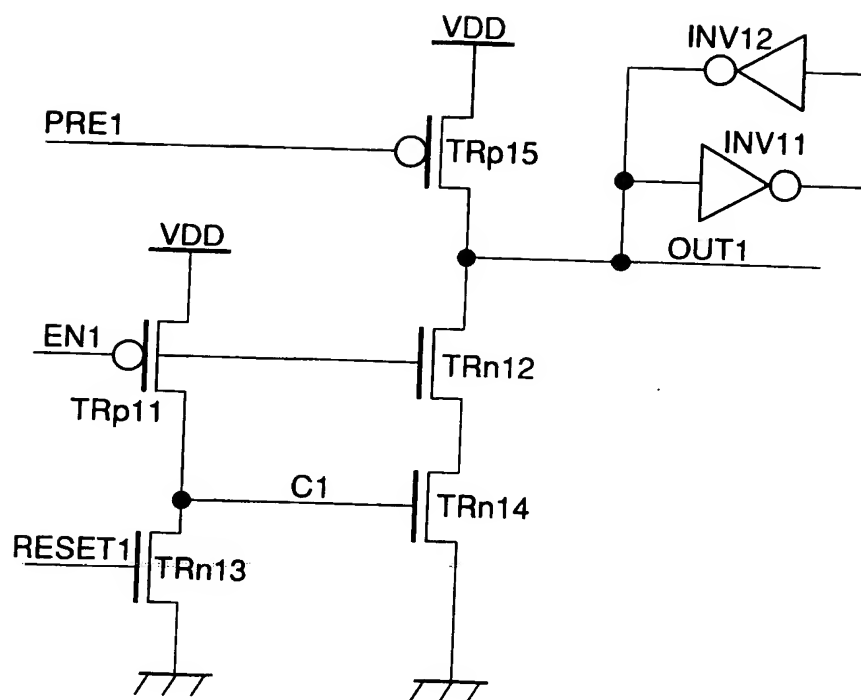 VDD
INV12
PRE1
TRp15
INV11
VDD
OUT1
EN1
TRn12
TRp11
C1
TRn14
RESET1
TRn13